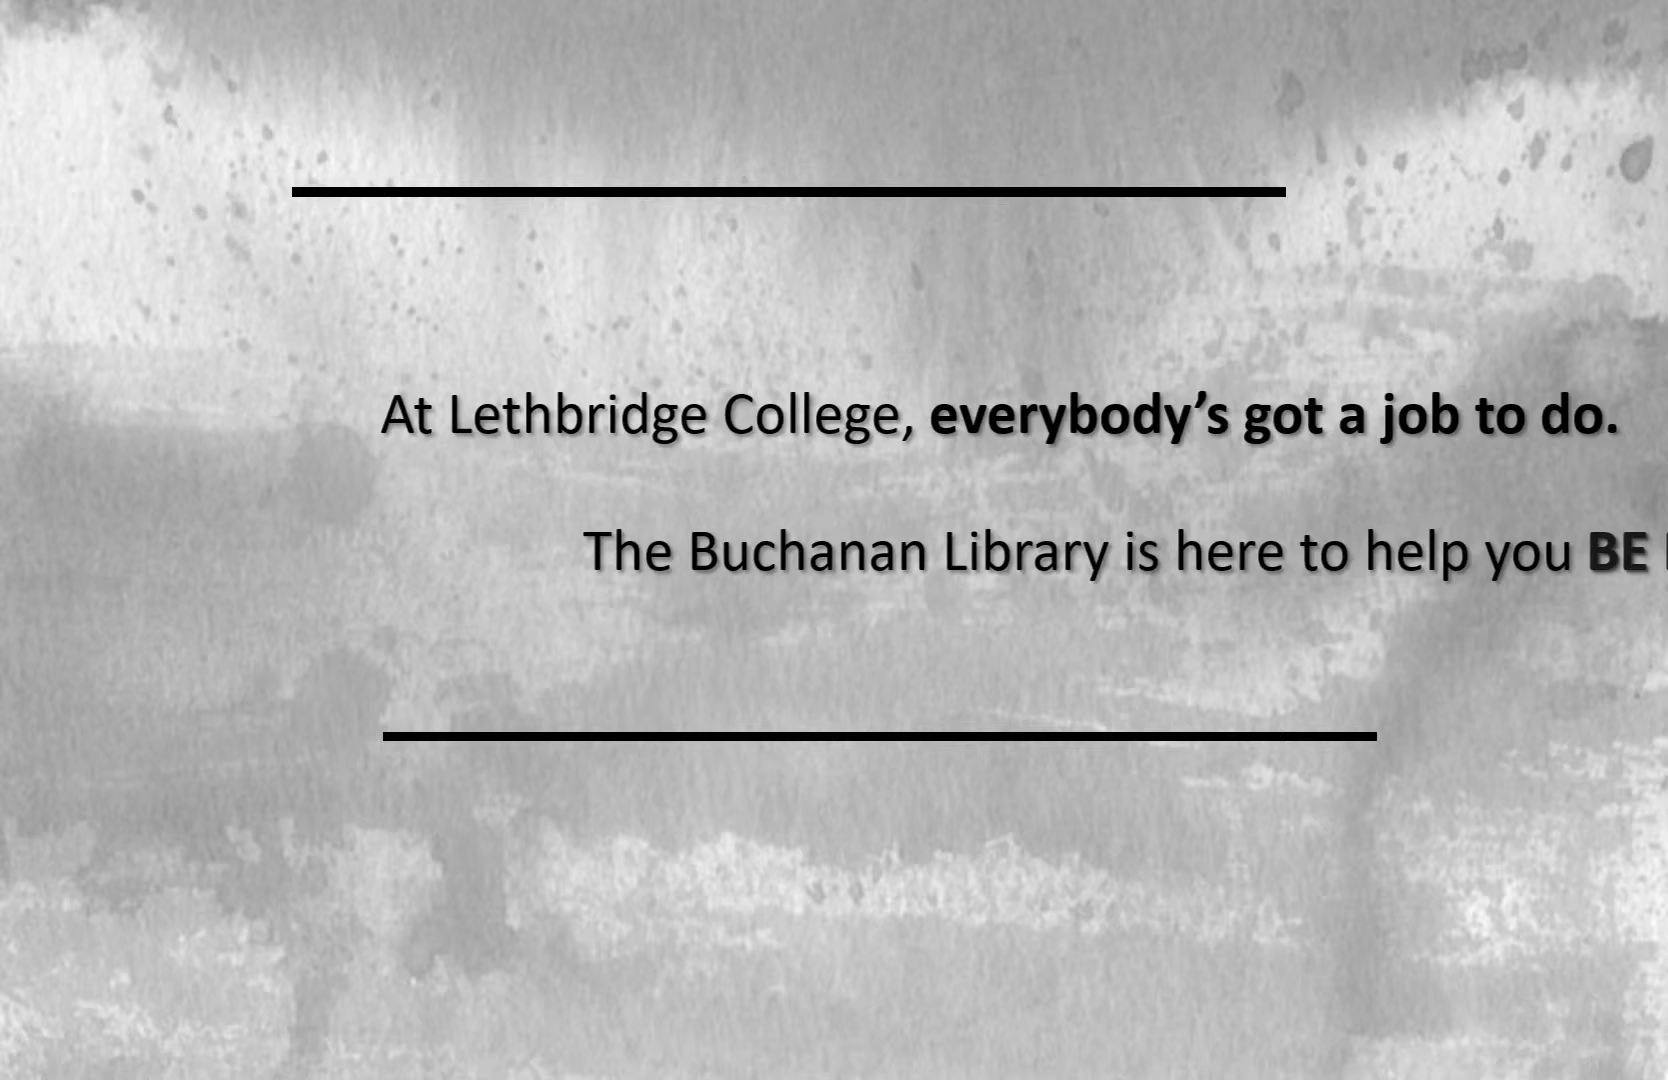 At Lethbridge College, everybody’s got a job to do.
The Buchanan Library is here to help you BE